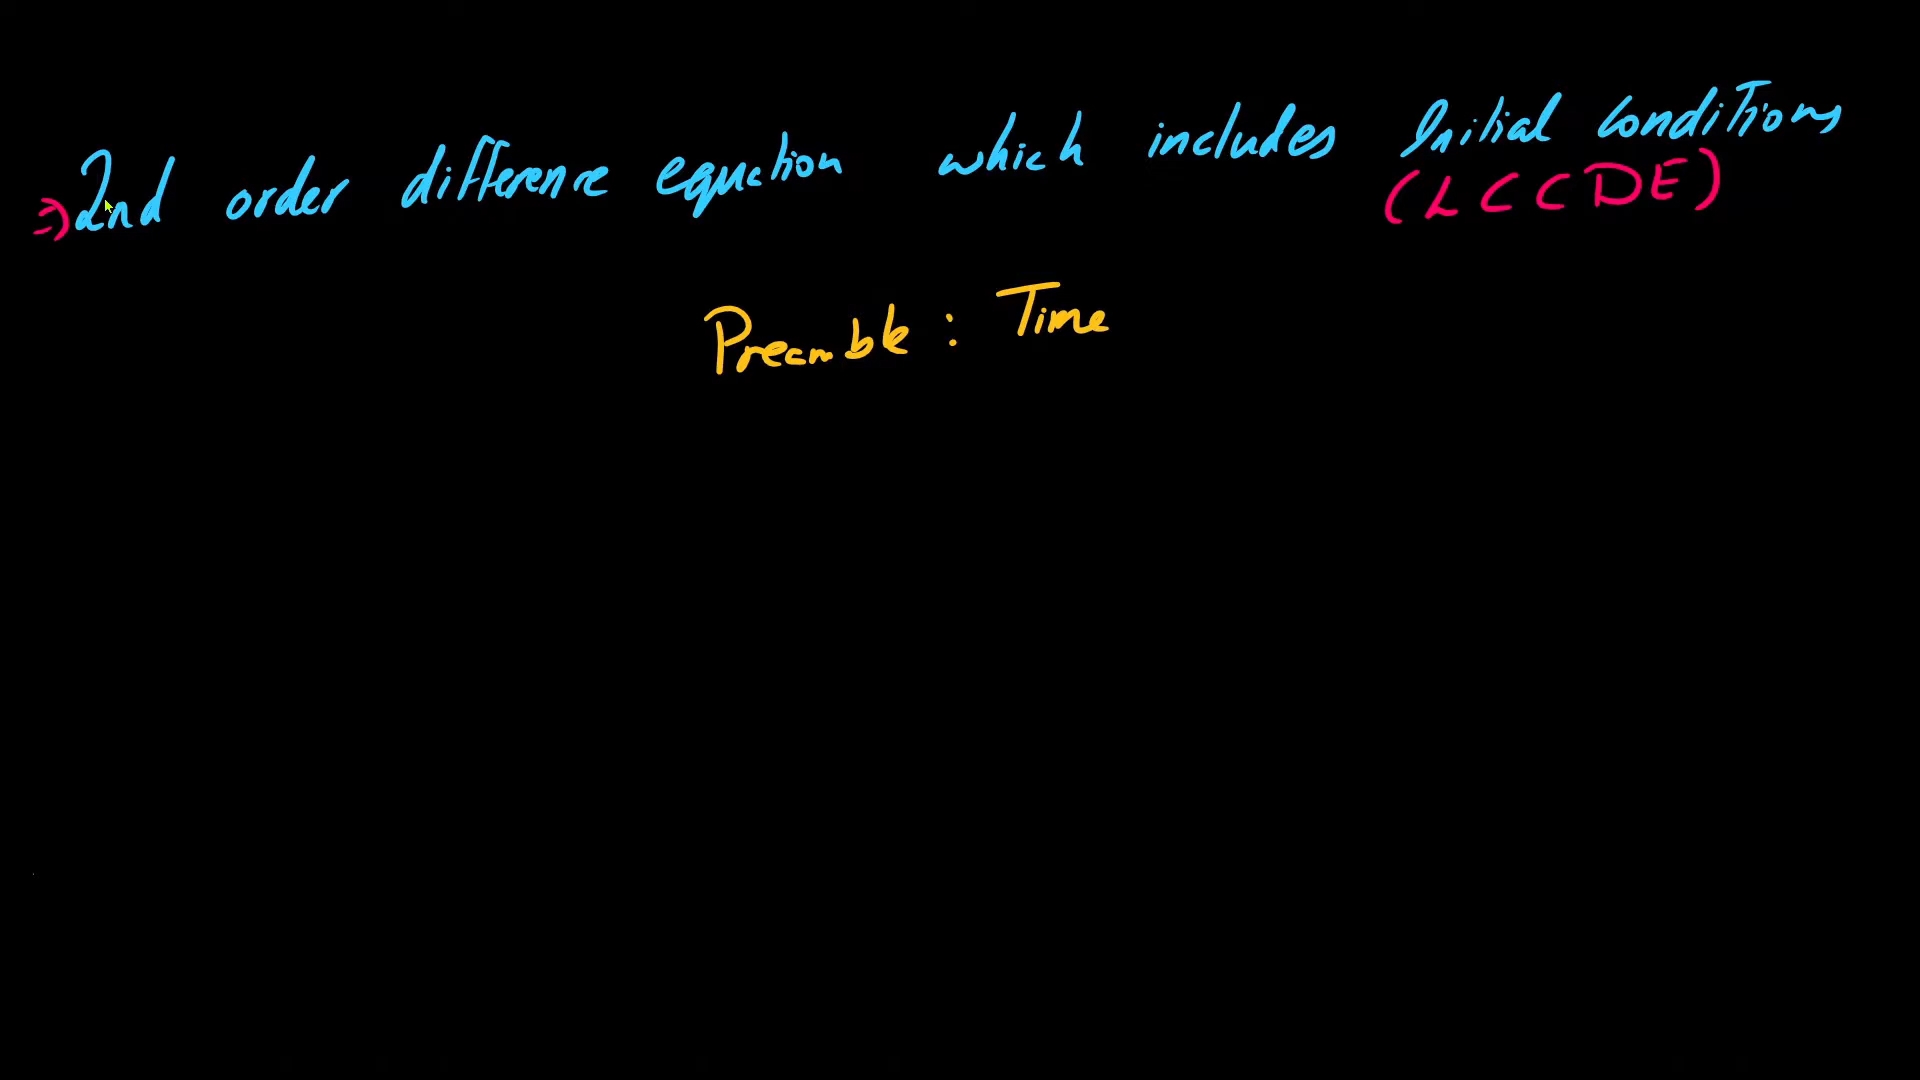 ⇒ 2nd order difference equation which includes Initial conditions
(LCCDE)
Preamble : Time